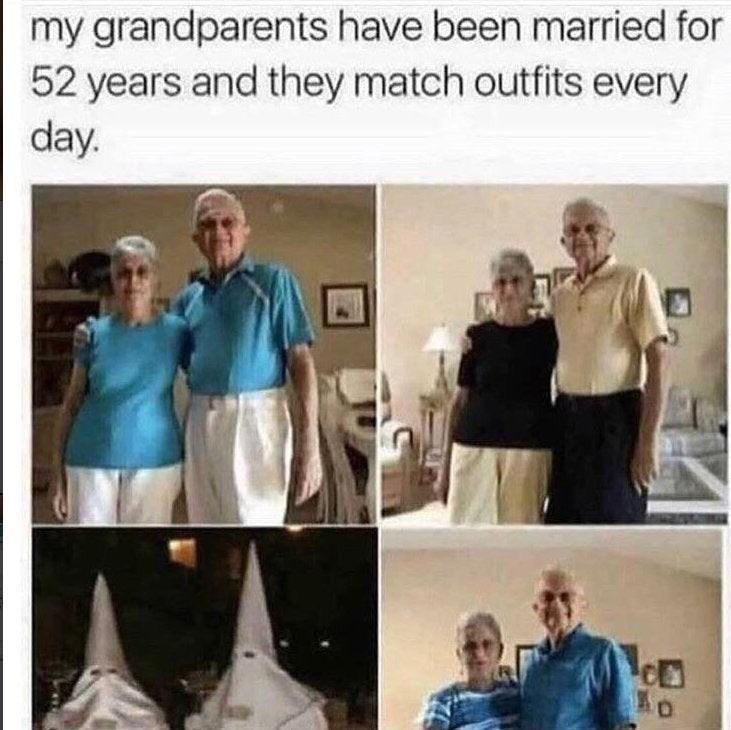 my grandparents have been married for
52 years and they match outfits every
day.